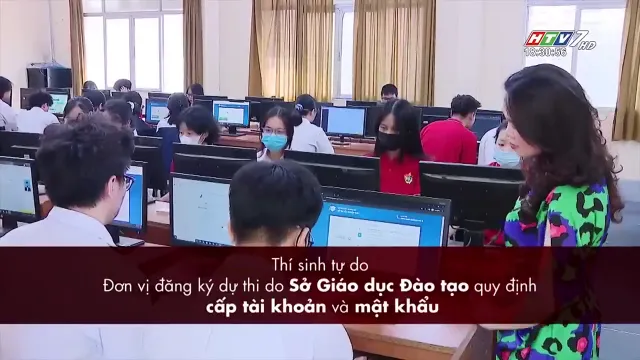 HTV7 HD
18:30:56
Thí sinh tự do
Đơn vị đăng ký dự thi do Sở Giáo dục Đào tạo quy định
cấp tài khoản và mật khẩu